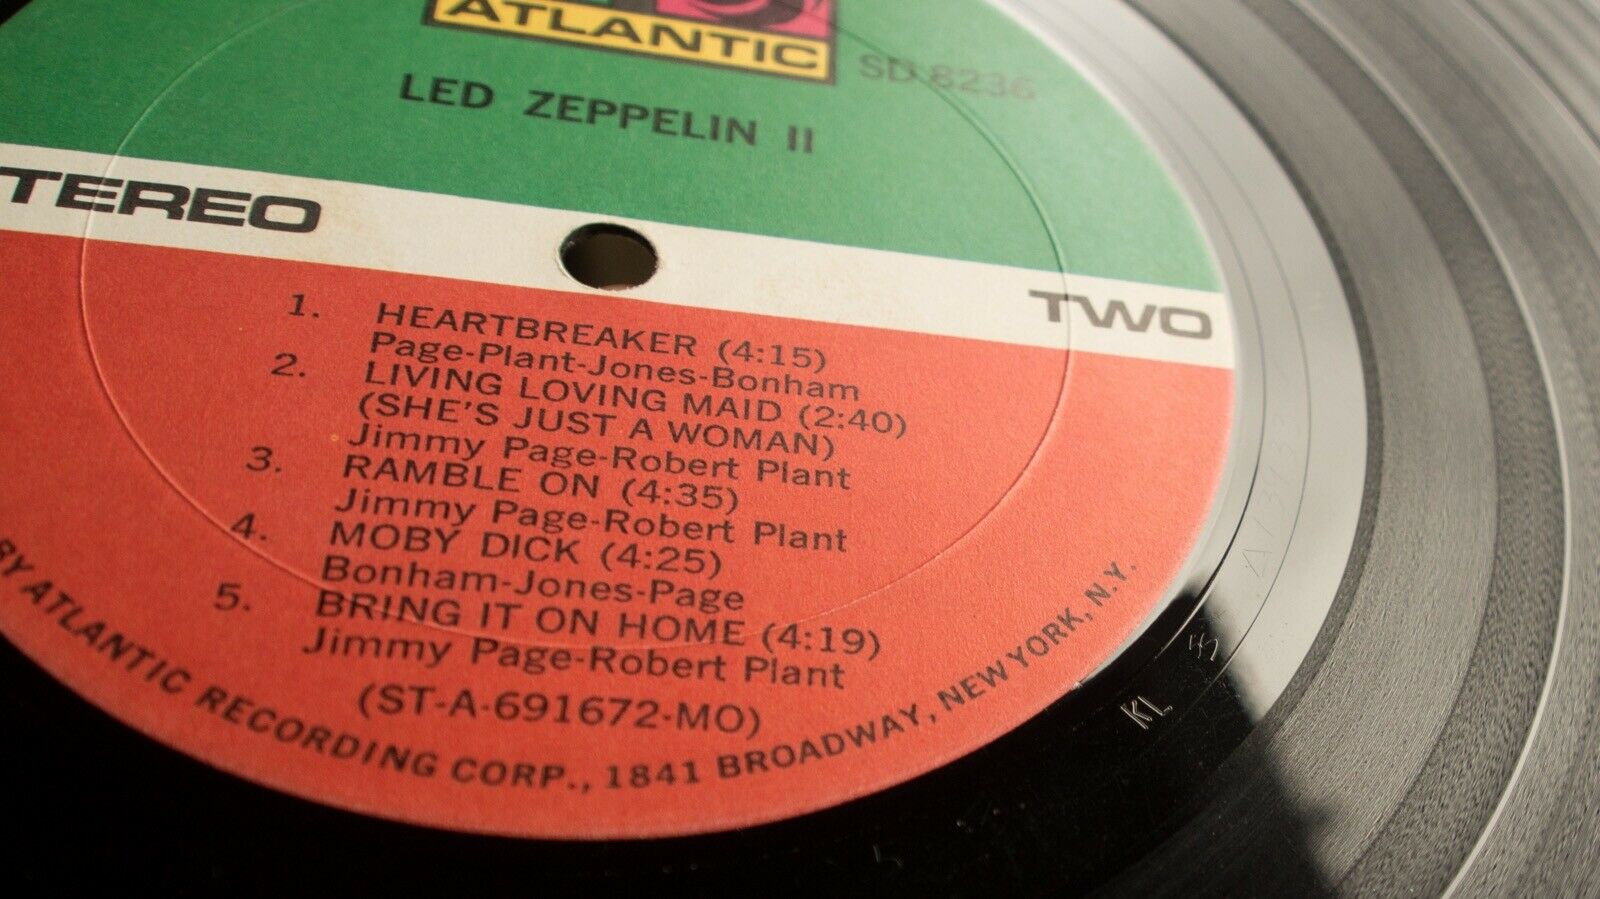 ATLANTIC
SD 8236
LED ZEPPELIN II
TEREO
TWO
1. HEARTBREAKER (4:15)
Page-Plant-Jones-Bonham
2. LIVING LOVING MAID (2:40)
(SHE'S JUST A WOMAN)
Jimmy Page-Robert Plant
3. RAMBLE ON (4:35)
Jimmy Page-Robert Plant
4. MOBY DICK (4:25)
Bonham-Jones-Page
5. BRING IT ON HOME (4:19)
Jimmy Page-Robert Plant
(ST-A-691672-MO)
BY ATLANTIC RECORDING CORP., 1841 BROADWAY, NEW YORK, N.Y.
KL